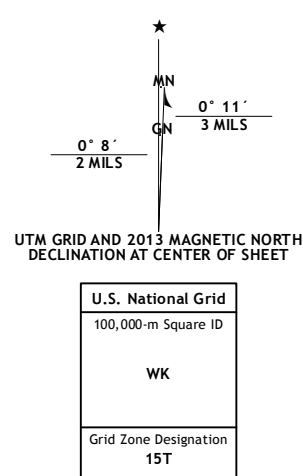 ★
MN
0° 11´
3 MILS
GN
0° 8´
2 MILS
UTM GRID AND 2013 MAGNETIC NORTH
DECLINATION AT CENTER OF SHEET
U.S. National Grid
100,000-m Square ID
WK
Grid Zone Designation
15T